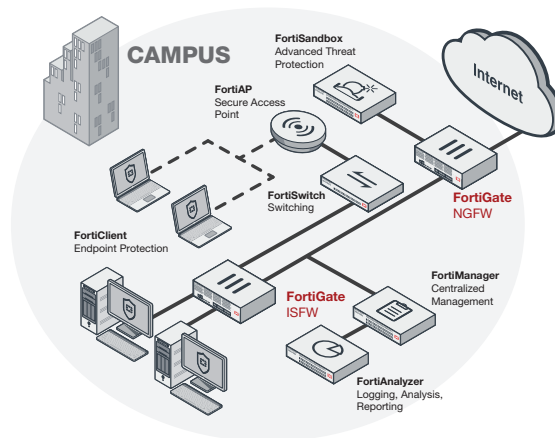 CAMPUS
FortiSandbox
Advanced Threat
Protection
Internet
FortiAP
Secure Access
Point
FortiSwitch
Switching
FortiGate
NGFW
FortiClient
Endpoint Protection
FortiGate
ISFW
FortiManager
Centralized
Management
FortiAnalyzer
Logging, Analysis,
Reporting